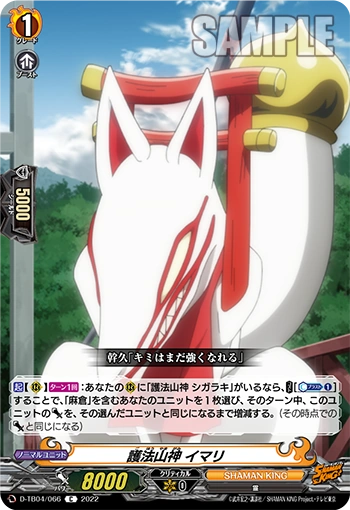 SAMPLE
1
グレード
ブースト
5000
シールド
幹久「キミはまだ強くなれる」
起【】ターン1回：あなたの に「護法山神 シガラキ」がいるなら、【ブラスト 1】
することで、「麻倉」を含むあなたのユニットを1枚選び、そのターン中、このユ
ニットの を、その選んだユニットと同じになるまで増減する。（その時点での
と同じになる）
ノーマルユニット
護法山神 イマリ
パワー 8000
クリティカル
SHAMAN KING
SHAMAN KING
D-TB04/066 C 2022